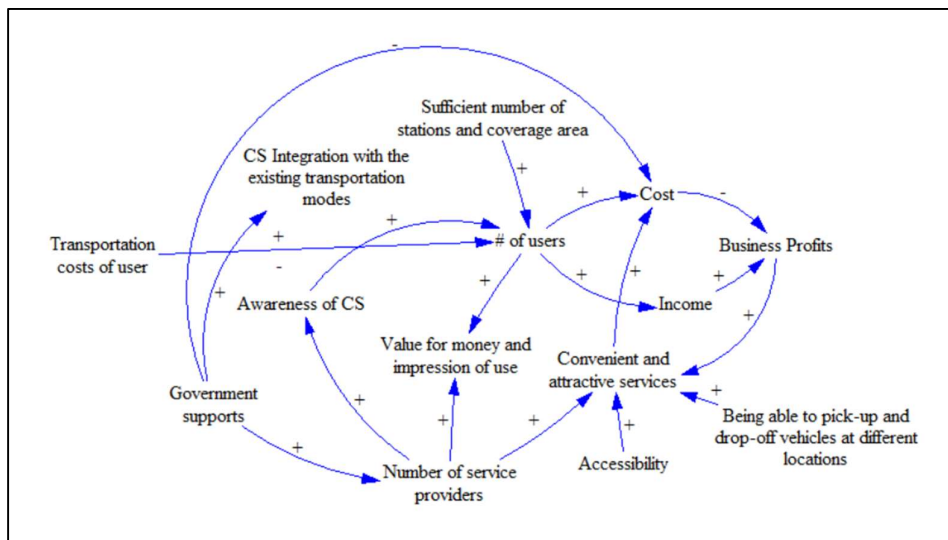 -
Sufficient number of
stations and coverage area
CS Integration with the
existing transportation
modes
+
+
Cost
-
+
Transportation
costs of user
+
-
# of users
Business Profits
+
Awareness of CS
+
+
+
+
Income
+
+
Value for money and
impression of use
Convenient and
attractive services
Government
supports
+
+
+
+
+
Being able to pick-up and
drop-off vehicles at different
locations
+
Accessibility
+
Number of service
providers